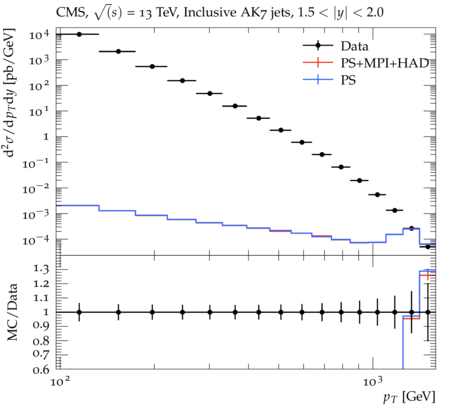 CMS, √(s) = 13 TeV, Inclusive AK7 jets, 1.5 < |y| < 2.0
d²σ/dp_T dy [pb/GeV]
10⁴
10³
10²
10¹
1
10⁻¹
10⁻²
10⁻³
10⁻⁴
Data
PS+MPI+HAD
PS
MC/Data
1.3
1.2
1.1
1
0.9
0.8
0.7
0.6
10²
10³
p_T [GeV]